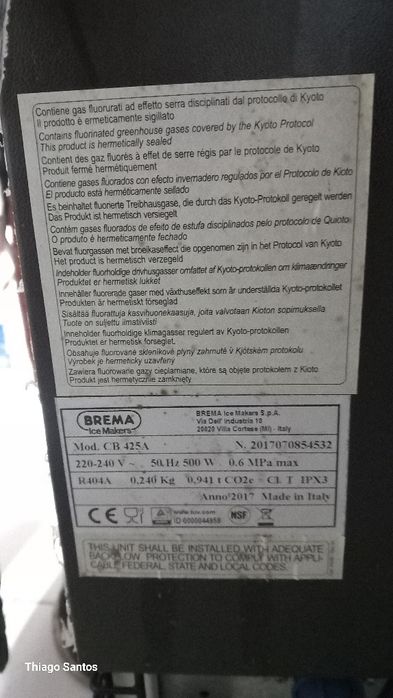 Contiene gas fluorurati ad effetto serra disciplinati dal protocollo di Kyoto
Il prodotto è ermeticamente sigillato
Contains fluorinated greenhouse gases covered by the Kyoto Protocol
This product is hermetically sealed
Contient des gaz fluorés à effet de serre régis par le protocole de Kyoto
Produit fermé hermétiquement
Contiene gases fluorados con efecto invernadero regulados por el Protocolo de Kioto
El producto está herméticamente sellado
Es beinhaltet fluorierte Treibhausgase, die durch das Kyoto-Protokoll geregelt werden
Das Produkt ist hermetisch versiegelt
Contém gases fluorados de efeito de estufa disciplinados pelo protocolo de Quioto
O produto é hermeticamente fechado
Bevat fluorgassen met broeikaseffect die opgenomen zijn in het Protocol van Kyoto
Het product is hermetisch verzegeld
Indeholder fluorholdige drivhusgasser omfattet af Kyoto-protokollen om klimaændringer
Produktet er hermetisk lukket
Innehåller fluorerade gaser med växthuseffekt som är underställda Kyoto-protokollet
Produkten är hermetiskt förseglad
Sisältää fluorattuja kasvihuonekaasuja, joita valvotaan Kioton sopimuksella
Tuote on suljettu ilmatiiviisti
Inneholder fluorholdige klimagasser regulert av Kyoto-protokollen
Produktet er hermetisk forseglet.
Obsahuje fluorované skleníkové plyny zahrnuté v Kjótském protokolu
Výrobek je hermeticky uzavřený
Zawiera fluorowane gazy cieplarniane, które są objęte protokołem z Kioto
Produkt jest hermetycznie zamknięty
BREMA
Ice Makers
BREMA Ice Makers S.p.A.
Via Dell' Industria 10
20020 Villa Cortese (MI) - Italy
Mod. CB 425A N. 2017070854532
220-240 V ~ 50 Hz 500 W 0.6 MPa max
R404A 0,240 Kg 0,941 t CO2e CL T IPX3
Anno 2017 Made in Italy
CE www.tuv.com
ID 0000044959 NSF
THIS UNIT SHALL BE INSTALLED WITH ADEQUATE
BACKFLOW PROTECTION TO COMPLY WITH APPLI-
CABLE FEDERAL, STATE AND LOCAL CODES.
Thiago Santos